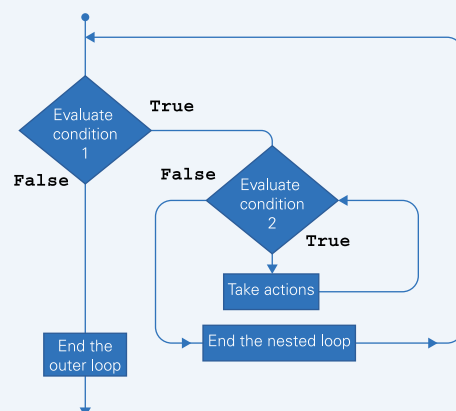 Evaluate
condition
1
True
False
Evaluate
condition
2
False
True
Take actions
End the nested loop
End the
outer loop